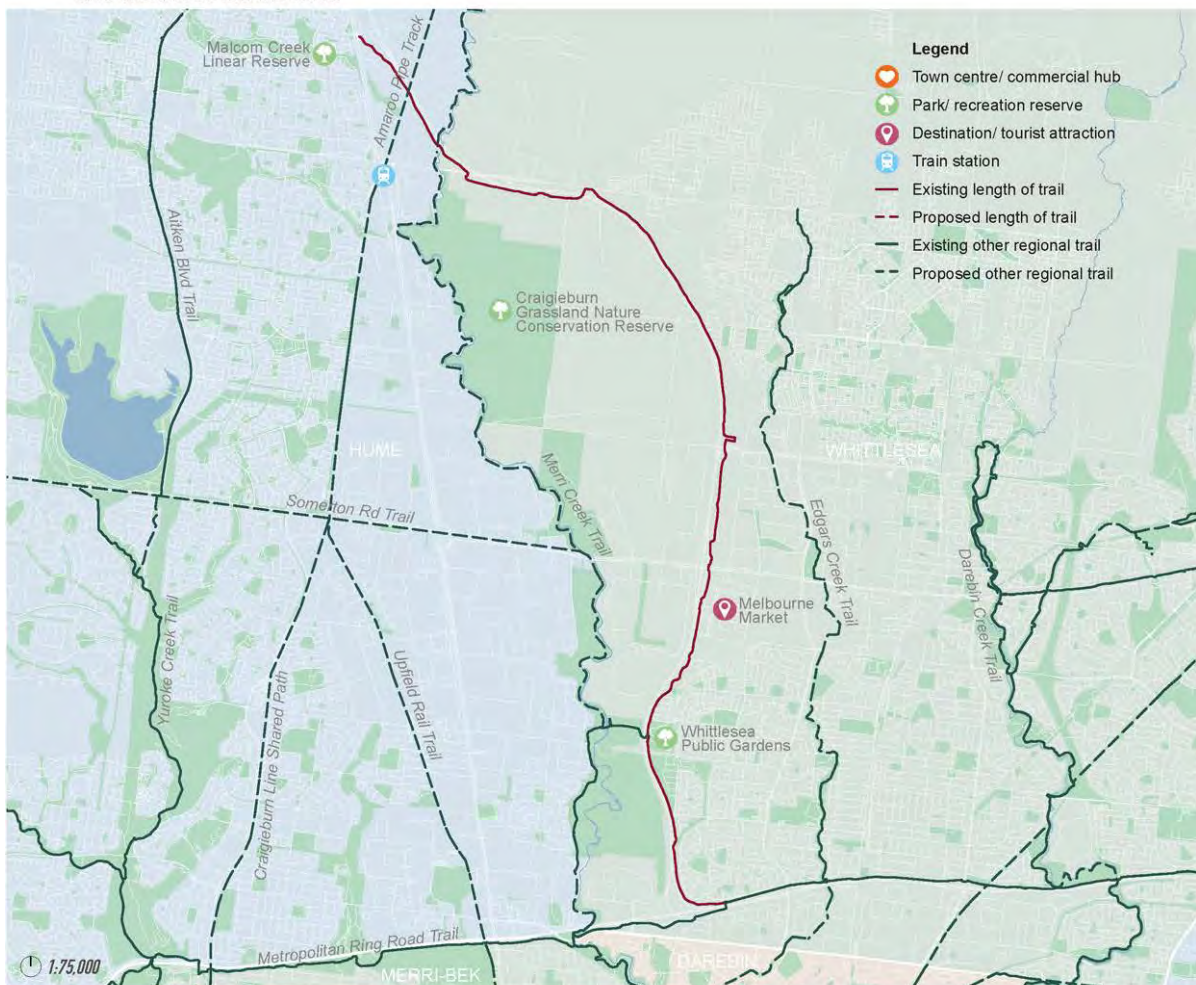 Malcom Creek
Linear Reserve
Amaroo Pipe Track
Legend
Town centre/ commercial hub
Park/ recreation reserve
Destination/ tourist attraction
Train station
Existing length of trail
Proposed length of trail
Existing other regional trail
Proposed other regional trail
Aitken Blvd Trail
Craigieburn
Grassland Nature
Conservation Reserve
HUME
WHITTLESEA
Merri Creek Trail
Somerton Rd Trail
Edgars Creek Trail
Darebin Creek Trail
Melbourne
Market
Yuroke Creek Trail
Craigieburn Line Shared Path
Upfield Rail Trail
Whittlesea
Public Gardens
Metropolitan Ring Road Trail
MERRI-BEK
DAREBIN
1:75,000